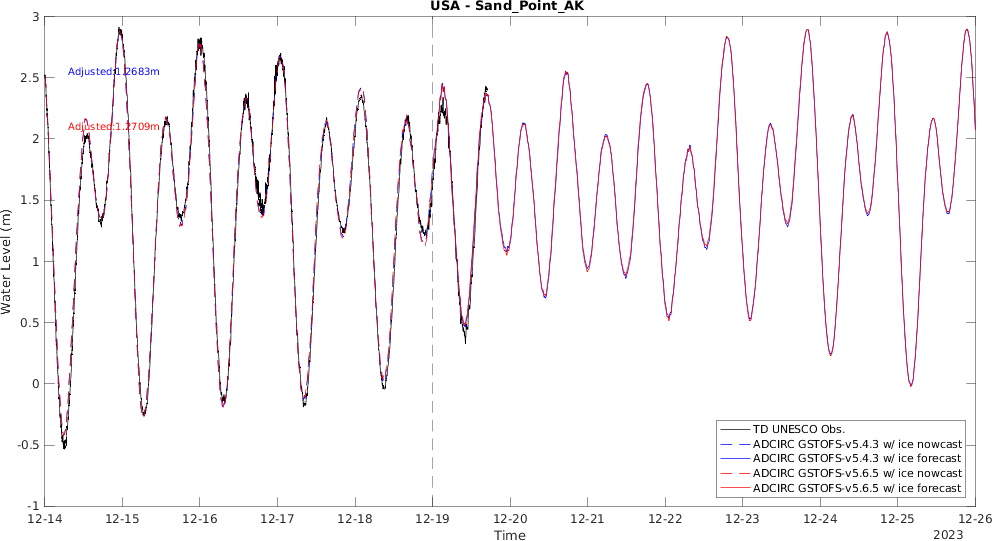 USA - Sand_Point_AK
3
2.5
2
1.5
1
0.5
0
-0.5
-1
Water Level (m)
Adjusted:1.2683m
Adjusted:1.2709m
TD UNESCO Obs.
ADCIRC GSTOFS-v5.4.3 w/ ice nowcast
ADCIRC GSTOFS-v5.4.3 w/ ice forecast
ADCIRC GSTOFS-v5.6.5 w/ ice nowcast
ADCIRC GSTOFS-v5.6.5 w/ ice forecast
12-14 12-15 12-16 12-17 12-18 12-19 12-20 12-21 12-22 12-23 12-24 12-25 12-26
Time
2023